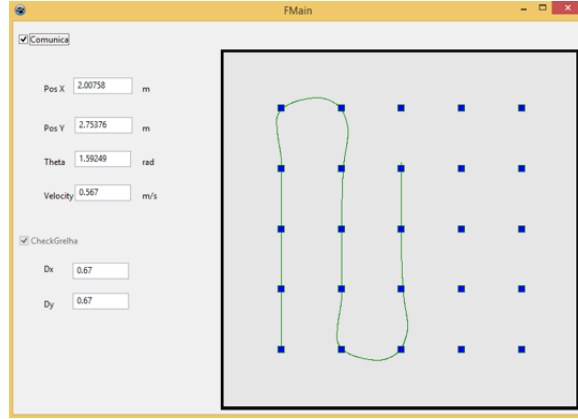 FMain
Comunica
Pos X 2.00758 m
Pos Y 2.75376 m
Theta 1.59249 rad
Velocity 0.567 m/s
CheckGrelha
Dx 0.67
Dy 0.67